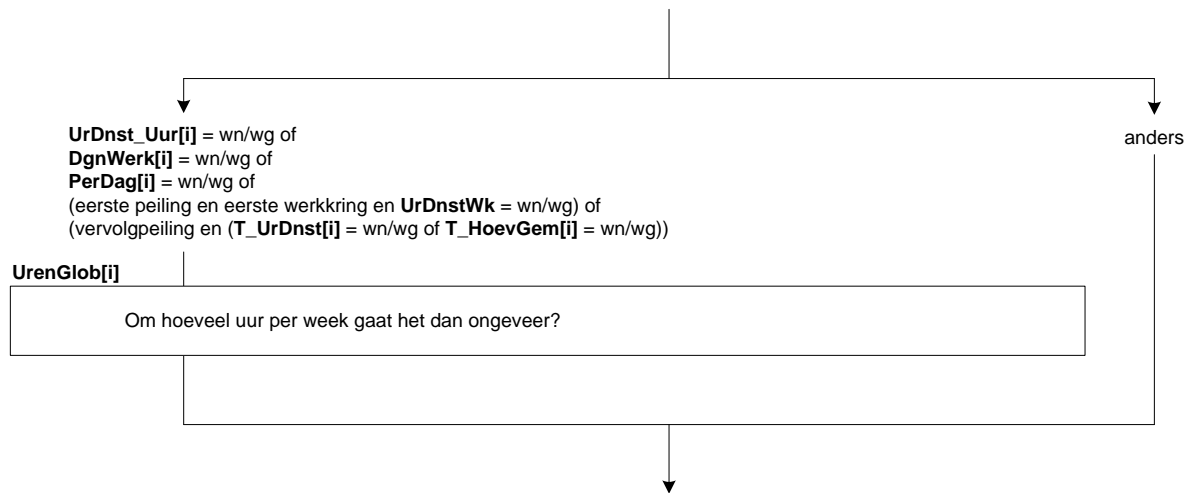 UrDnst_Uur[i] = wn/wg of
DgnWerk[i] = wn/wg of
PerDag[i] = wn/wg of
(eerste peiling en eerste werkkring en UrDnstWk = wn/wg) of
(vervolgpeiling en (T_UrDnst[i] = wn/wg of T_HoevGem[i] = wn/wg))
anders
UrenGlob[i]
Om hoeveel uur per week gaat het dan ongeveer?